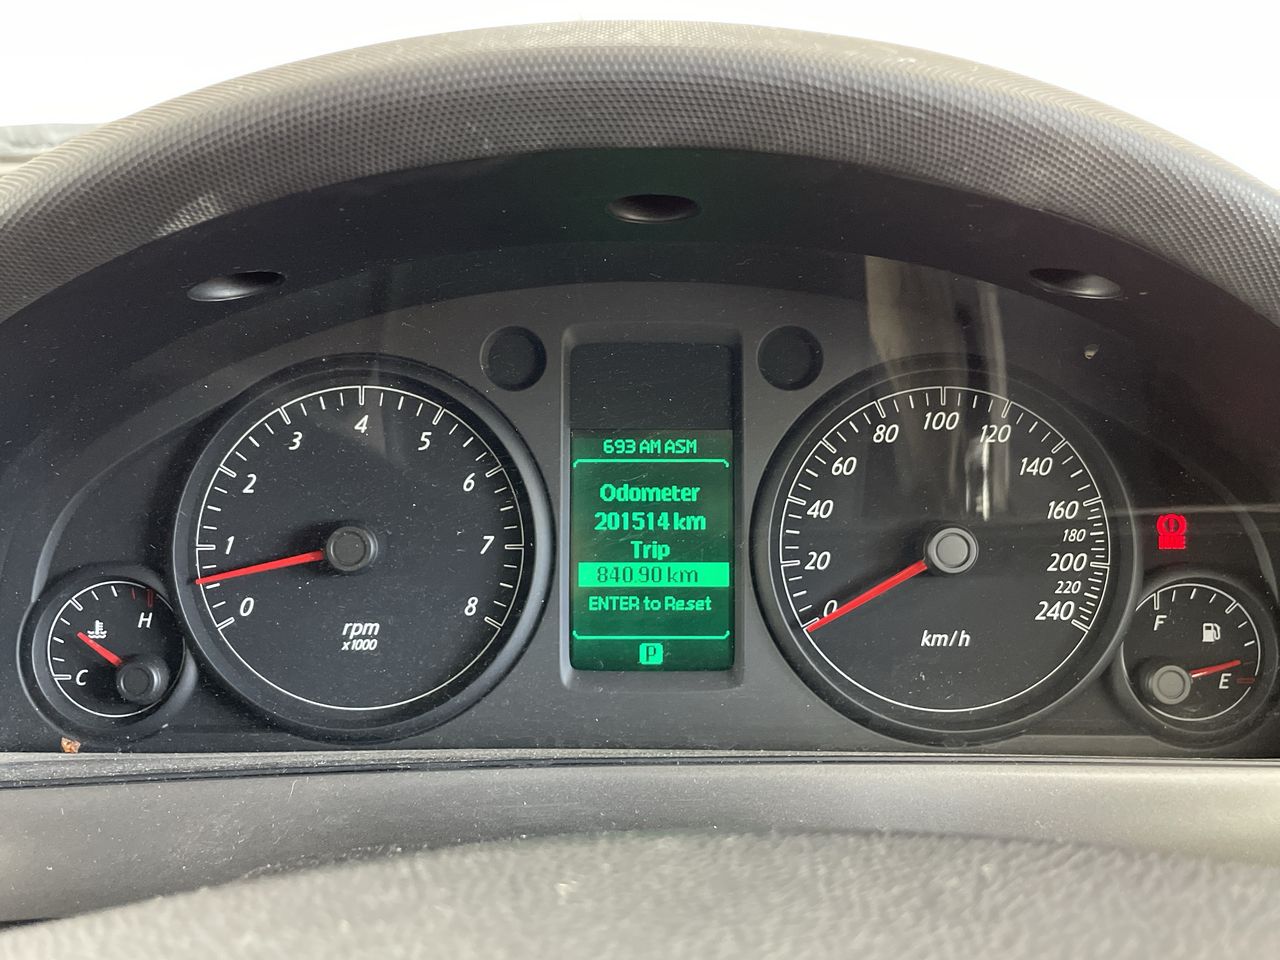 693 AM ASM
Odometer
201514 km
Trip
840.90 km
ENTER to Reset
P
0
1
2
3
4
5
6
7
8
rpm
x1000
0
20
40
60
80
100
120
140
160
180
200
220
240
km/h
H
C
F
E